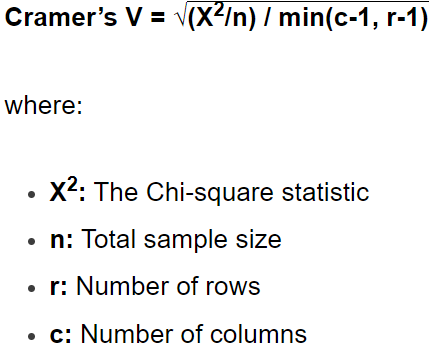 Cramer’s V = √(X²/n) / min(c-1, r-1)
where:
• X²: The Chi-square statistic
• n: Total sample size
• r: Number of rows
• c: Number of columns